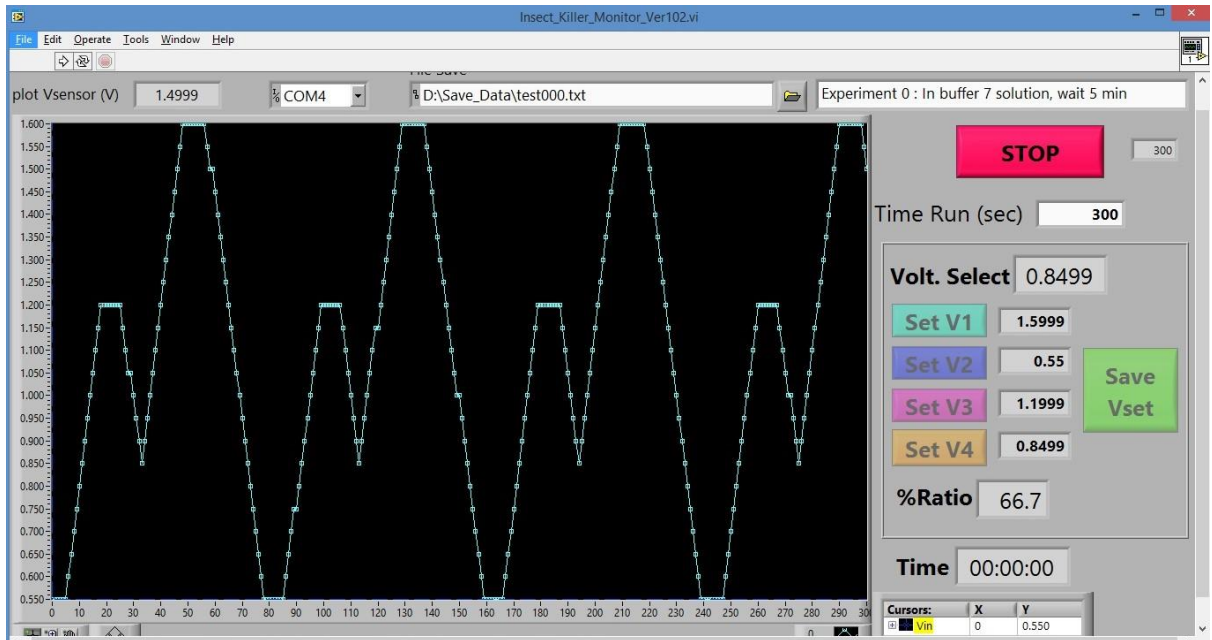 Insect_Killer_Monitor_Ver102.vi
File Edit Operate Tools Window Help
File Save
plot Vsensor (V) 1.4999 COM4 D:\Save_Data\test000.txt Experiment 0 : In buffer 7 solution, wait 5 min
STOP 300
Time Run (sec) 300
Volt. Select 0.8499
Set V1 1.5999
Set V2 0.55
Set V3 1.1999
Set V4 0.8499
Save
Vset
%Ratio 66.7
Time 00:00:00
Cursors: X Y
Vin 0 0.550
1.600
1.550
1.500
1.450
1.400
1.350
1.300
1.250
1.200
1.150
1.100
1.050
1.000
0.950
0.900
0.850
0.800
0.750
0.700
0.650
0.600
0.550
0 10 20 30 40 50 60 70 80 90 100 110 120 130 140 150 160 170 180 190 200 210 220 230 240 250 260 270 280 290 30
0